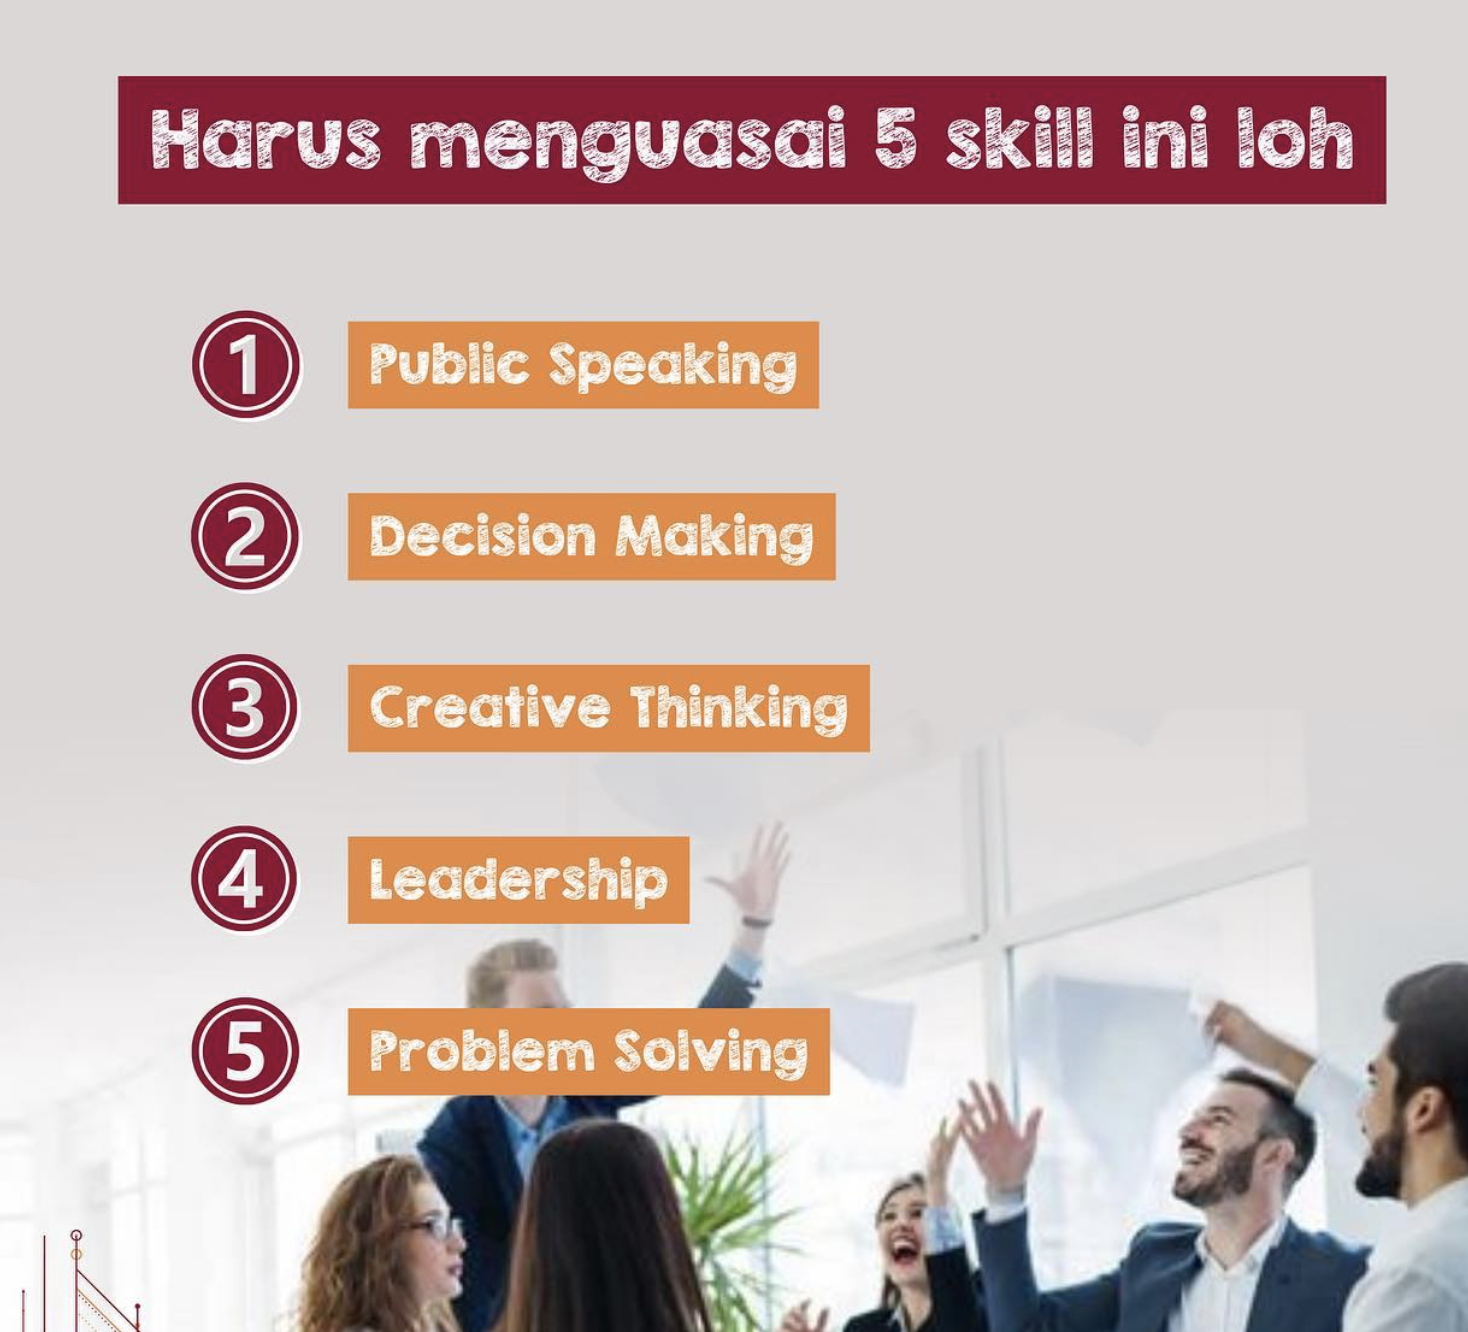 Harus menguasai 5 skill ini loh
1 Public Speaking
2 Decision Making
3 Creative Thinking
4 Leadership
5 Problem Solving